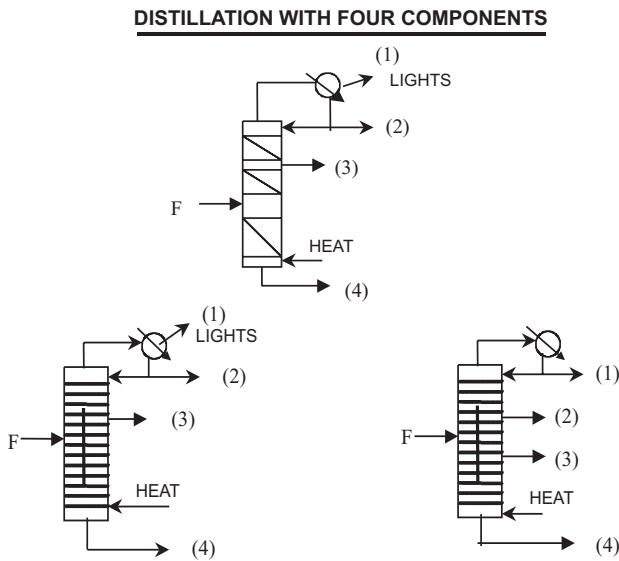 DISTILLATION WITH FOUR COMPONENTS
(1)
LIGHTS
(2)
(3)
F
HEAT
(4)
(1)
LIGHTS
(2)
(3)
F
HEAT
(4)
(1)
(2)
F
(3)
HEAT
(4)